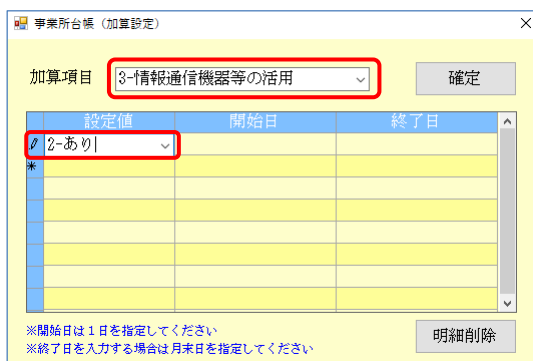 事業所台帳（加算設定）
加算項目 3-情報通信機器等の活用 確定
設定値 開始日 終了日
2-あり
※開始日は１日を指定してください
※終了日を入力する場合は月末日を指定してください
明細削除